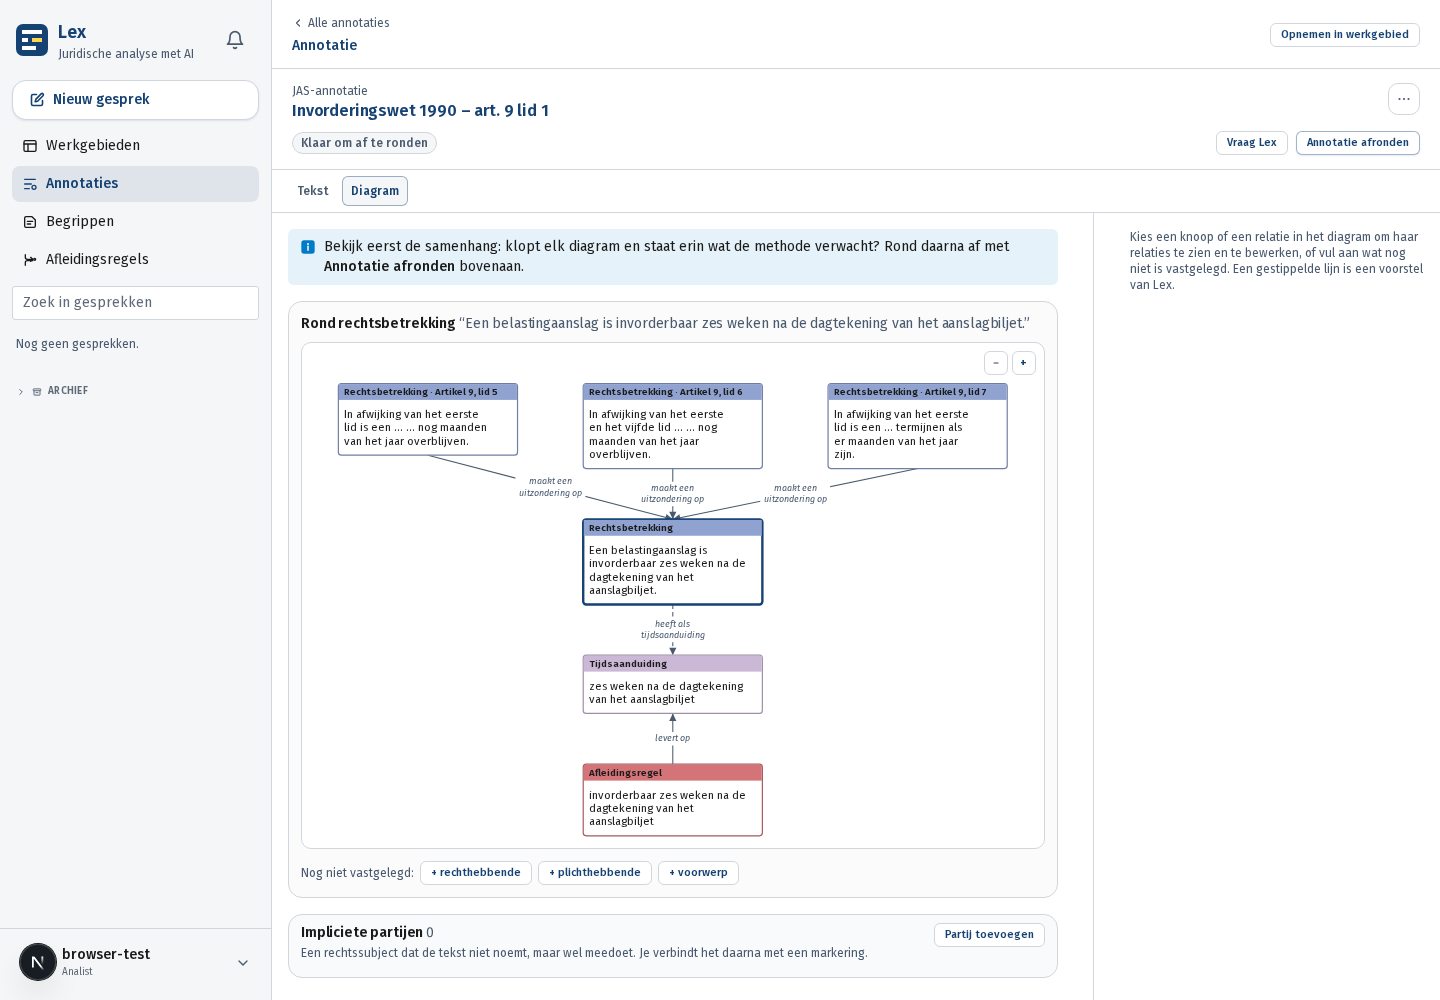 Lex
Juridische analyse met AI
Nieuw gesprek
Werkgebieden
Annotaties
Begrippen
Afleidingsregels
Zoek in gesprekken
Nog geen gesprekken.
ARCHIEF
browser-test
Analist
Alle annotaties
Annotatie
Opnemen in werkgebied
JAS-annotatie
Invorderingswet 1990 – art. 9 lid 1
Klaar om af te ronden
Vraag Lex
Annotatie afronden
Tekst
Diagram
Bekijk eerst de samenhang: klopt elk diagram en staat erin wat de methode verwacht? Rond daarna af met
Annotatie afronden bovenaan.
Rond rechtsbetrekking “Een belastingaanslag is invorderbaar zes weken na de dagtekening van het aanslagbiljet.”
− +
Rechtsbetrekking · Artikel 9, lid 5
In afwijking van het eerste
lid is een ... ... nog maanden
van het jaar overblijven.
Rechtsbetrekking · Artikel 9, lid 6
In afwijking van het eerste
en het vijfde lid ... ... nog
maanden van het jaar
overblijven.
Rechtsbetrekking · Artikel 9, lid 7
In afwijking van het eerste
lid is een ... termijnen als
er maanden van het jaar
zijn.
maakt een
uitzondering op
maakt een
uitzondering op
maakt een
uitzondering op
Rechtsbetrekking
Een belastingaanslag is
invorderbaar zes weken na de
dagtekening van het
aanslagbiljet.
heeft als
tijdsaanduiding
Tijdsaanduiding
zes weken na de dagtekening
van het aanslagbiljet
levert op
Afleidingsregel
invorderbaar zes weken na de
dagtekening van het
aanslagbiljet
Nog niet vastgelegd: + rechthebbende + plichthebbende + voorwerp
Impliciete partijen 0
Een rechtssubject dat de tekst niet noemt, maar wel meedoet. Je verbindt het daarna met een markering.
Partij toevoegen
Kies een knoop of een relatie in het diagram om haar
relaties te zien en te bewerken, of vul aan wat nog
niet is vastgelegd. Een gestippelde lijn is een voorstel
van Lex.